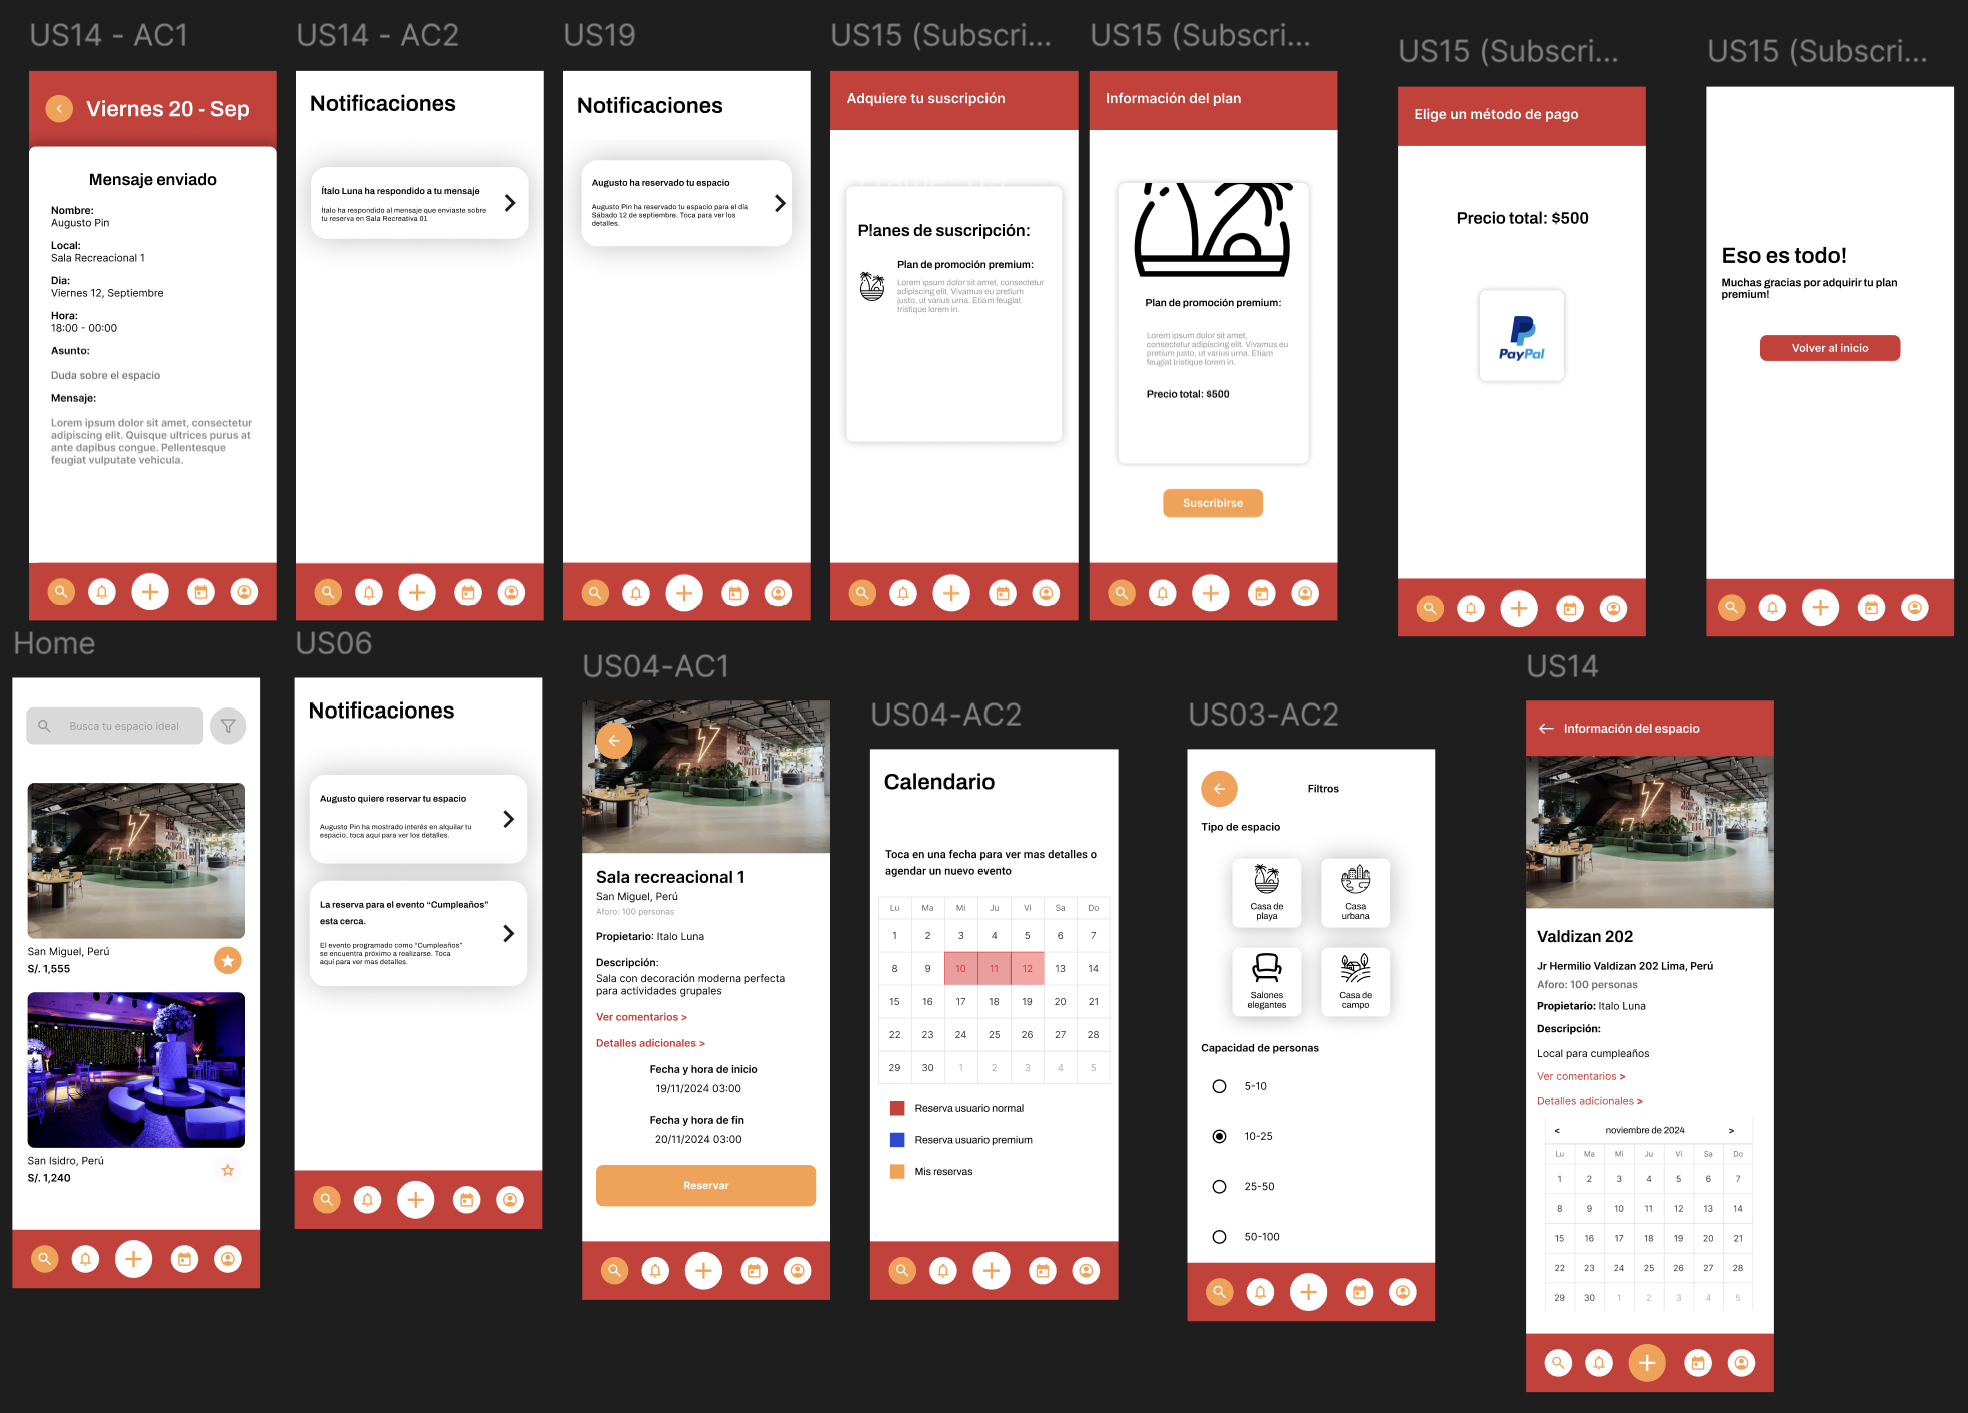 US14 - AC1
Viernes 20 - Sep
Mensaje enviado
Nombre:
Augusto Pin
Local:
Sala Recreacional 1
Dia:
Viernes 12, Septiembre
Hora:
18:00 - 00:00
Asunto:
Duda sobre el espacio
Mensaje:
Lorem ipsum dolor sit amet, consectetur
adipiscing elit. Quisque ultrices purus at
ante dapibus congue. Pellentesque
feugiat vulputate vehicula.
US14 - AC2
Notificaciones
Ítalo Luna ha respondido a tu mensaje
Ítalo ha respondido al mensaje que enviaste sobre
tu reserva en Sala Recreativa 01
US19
Notificaciones
Augusto ha reservado tu espacio
Augusto Pin ha reservado tu espacio para el día
Sábado 12 de septiembre. Toca para ver los
detalles.
US15 (Subscri...
Adquiere tu suscripción
Planes de suscripción:
Plan de promoción premium:
Lorem ipsum dolor sit amet, consectetur
adipiscing elit. Vivamus eu pretium
justo, ut varius urna. Etiam feugiat
tristique lorem in.
US15 (Subscri...
Información del plan
Plan de promoción premium:
Lorem ipsum dolor sit amet,
consectetur adipiscing elit. Vivamus eu
pretium justo, ut varius urna. Etiam
feugiat tristique lorem in.
Precio total: $500
Suscribirse
US15 (Subscri...
Elige un método de pago
Precio total: $500
PayPal
US15 (Subscri...
Eso es todo!
Muchas gracias por adquirir tu plan
premium!
Volver al inicio
Home
Busca tu espacio ideal
San Miguel, Perú
S/. 1,555
San Isidro, Perú
S/. 1,240
US06
Notificaciones
Augusto quiere reservar tu espacio
Augusto Pin ha mostrado interés en alquilar tu
espacio, toca aquí para ver los detalles.
La reserva para el evento “Cumpleaños”
esta cerca.
El evento programado como “Cumpleaños”
se encuentra próximo a realizarse. Toca
aquí para ver mas detalles.
US04-AC1
Sala recreacional 1
San Miguel, Perú
Aforo: 100 personas
Propietario: Italo Luna
Descripción:
Sala con decoración moderna perfecta
para actividades grupales
Ver comentarios >
Detalles adicionales >
Fecha y hora de inicio
19/11/2024 03:00
Fecha y hora de fin
20/11/2024 03:00
Reservar
US04-AC2
Calendario
Toca en una fecha para ver mas detalles o
agendar un nuevo evento
Lu Ma Mi Ju Vi Sa Do
1 2 3 4 5 6 7
8 9 10 11 12 13 14
15 16 17 18 19 20 21
22 23 24 25 26 27 28
29 30 1 2 3 4 5
Reserva usuario normal
Reserva usuario premium
Mis reservas
US03-AC2
Filtros
Tipo de espacio
Casa de
playa
Casa
urbana
Salones
elegantes
Casa de
campo
Capacidad de personas
5-10
10-25
25-50
50-100
US14
Información del espacio
Valdizan 202
Jr Hermilio Valdizan 202 Lima, Perú
Aforo: 100 personas
Propietario: Italo Luna
Descripción:
Local para cumpleaños
Ver comentarios >
Detalles adicionales >
< noviembre de 2024 >
Lu Ma Mi Ju Vi Sa Do
1 2 3 4 5 6 7
8 9 10 11 12 13 14
15 16 17 18 19 20 21
22 23 24 25 26 27 28
29 30 1 2 3 4 5